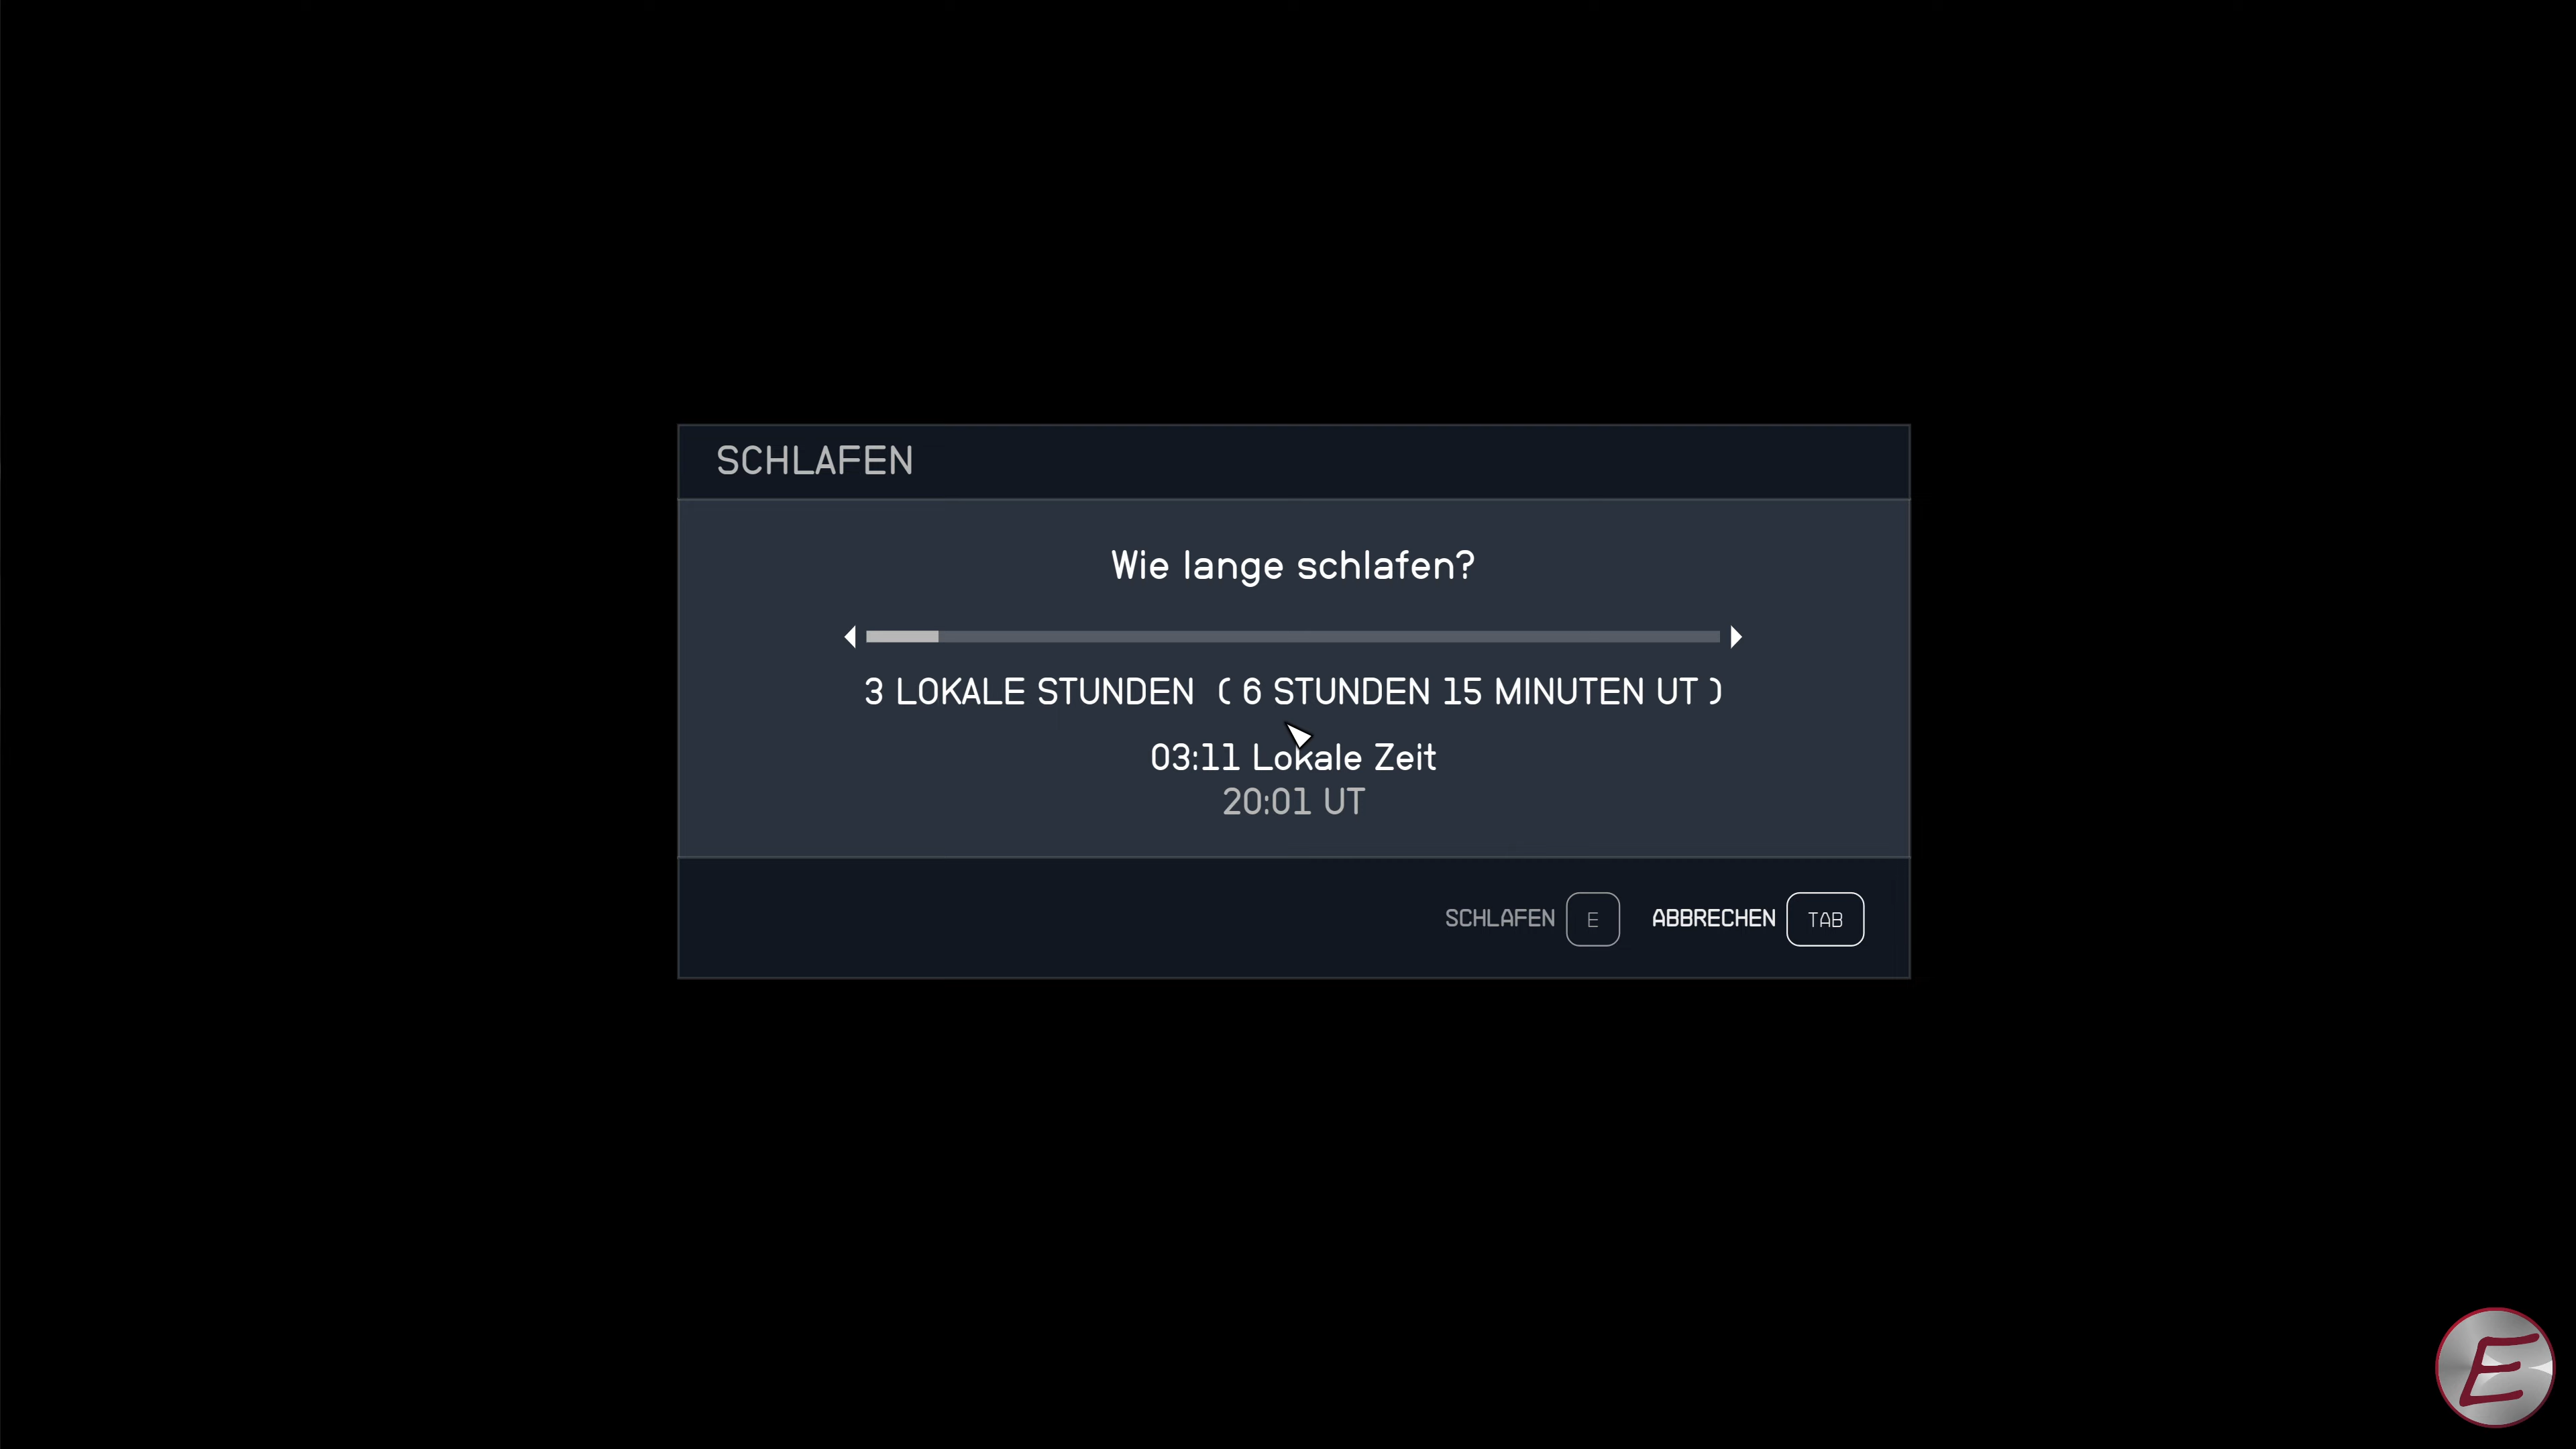 SCHLAFEN
Wie lange schlafen?
3 LOKALE STUNDEN ( 6 STUNDEN 15 MINUTEN UT )
03:11 Lokale Zeit
20:01 UT
SCHLAFEN E ABBRECHEN TAB
E